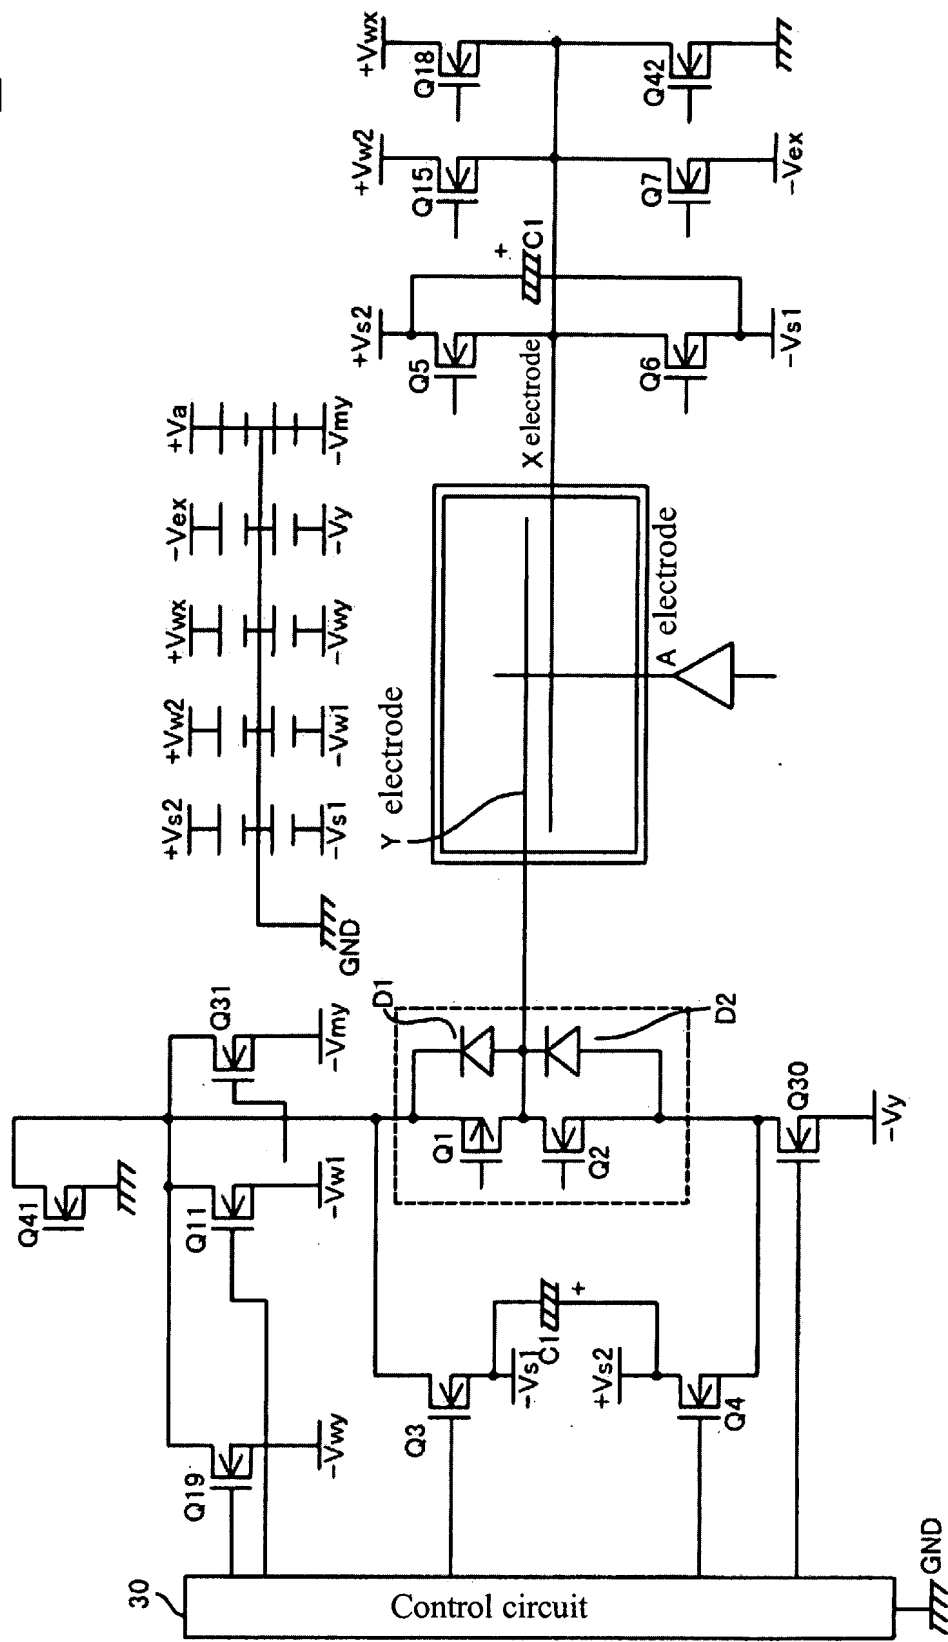 +Vwx
Q18
Q42
+Vw2
Q15
Q7
-Vex
+
C1
+Vs2
Q5
Q6
-Vs1
X electrode
+Va
-Vmy
-Vex
-Vy
+Vwx
-Vwy
+Vw2
-Vw1
+Vs2
-Vs1
GND
Y electrode
A electrode
D1
D2
Q31
-Vmy
Q1
Q2
Q30
-Vy
Q41
Q11
-Vw1
C1
+
-Vs1
+Vs2
Q3
Q4
Q19
-Vwy
30
Control circuit
GND